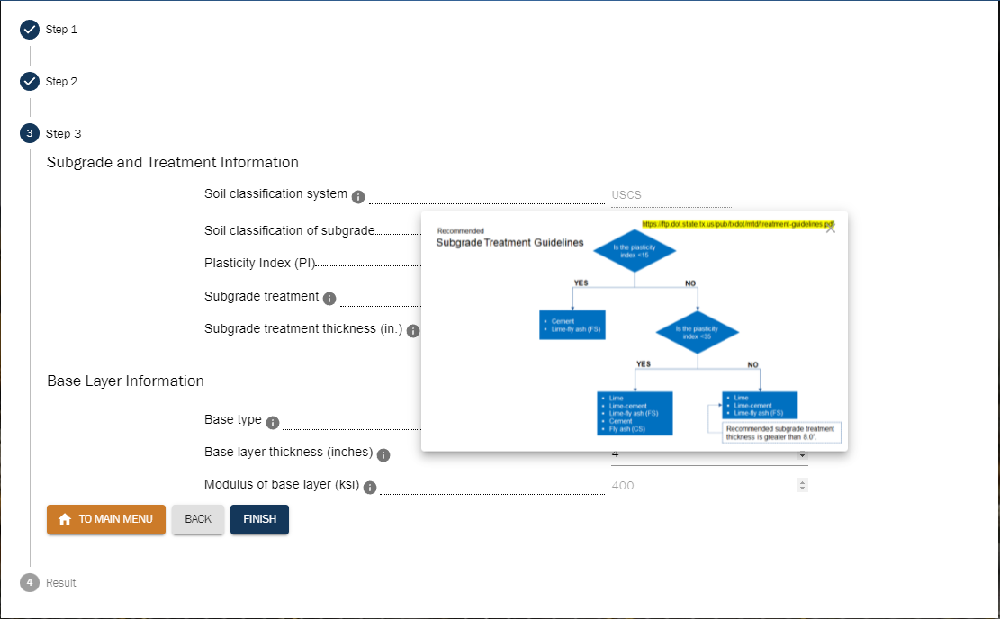 Step 1
Step 2
3 Step 3
Subgrade and Treatment Information
Soil classification system i USCS
Soil classification of subgrade
Plasticity Index (PI)
Subgrade treatment i
Subgrade treatment thickness (in.) i
https://ftp.dot.state.tx.us/pub/txdot/mtd/treatment-guidelines.pdf
Recommended
Subgrade Treatment Guidelines
Is the plasticity
index <15
YES
NO
• Cement
• Lime-fly ash (FS)
Is the plasticity
index <35
YES
NO
• Lime
• Lime-cement
• Lime-fly ash (FS)
• Cement
• Fly ash (CS)
• Lime
• Lime-cement
• Lime-fly ash (FS)
Recommended subgrade treatment
thickness is greater than 8.0".
Base Layer Information
Base type i
Base layer thickness (inches) i 4
Modulus of base layer (ksi) i 400
TO MAIN MENU BACK FINISH
4 Result